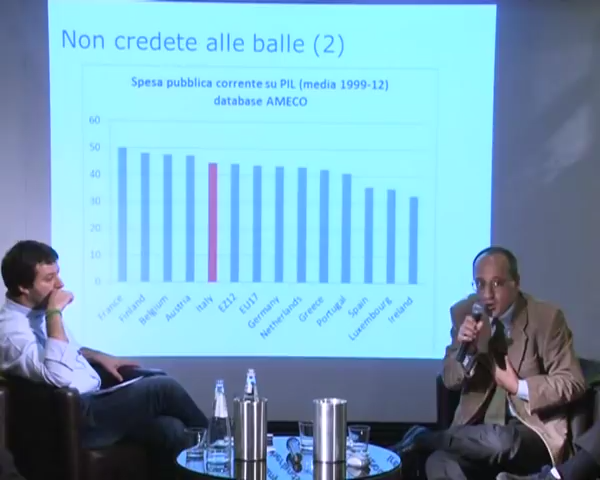 Non credete alle balle (2)
Spesa pubblica corrente su PIL (media 1999-12)
database AMECO
60
50
40
30
20
10
0
France
Finland
Belgium
Austria
Italy
EZ12
EU17
Germany
Netherlands
Greece
Portugal
Spain
Luxembourg
Ireland